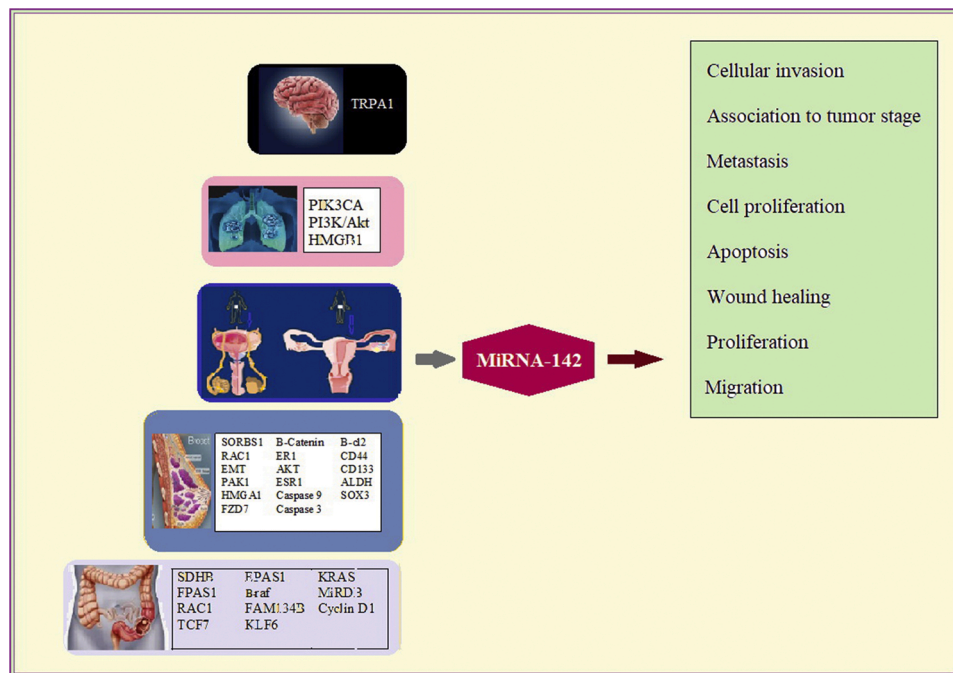 TRPA1
PIK3CA
PI3K/Akt
HMGB1
Breast
SORBS1 B-Catenin B-cl2
RAC1 ER1 CD44
EMT AKT CD133
PAK1 ESR1 ALDH
HMGA1 Caspase 9 SOX3
FZD7 Caspase 3
SDHB EPAS1 KRAS
FPAS1 Braf MiRD3
RAC1 FAM134B Cyclin D1
TCF7 KLF6
MiRNA-142
Cellular invasion
Association to tumor stage
Metastasis
Cell proliferation
Apoptosis
Wound healing
Proliferation
Migration